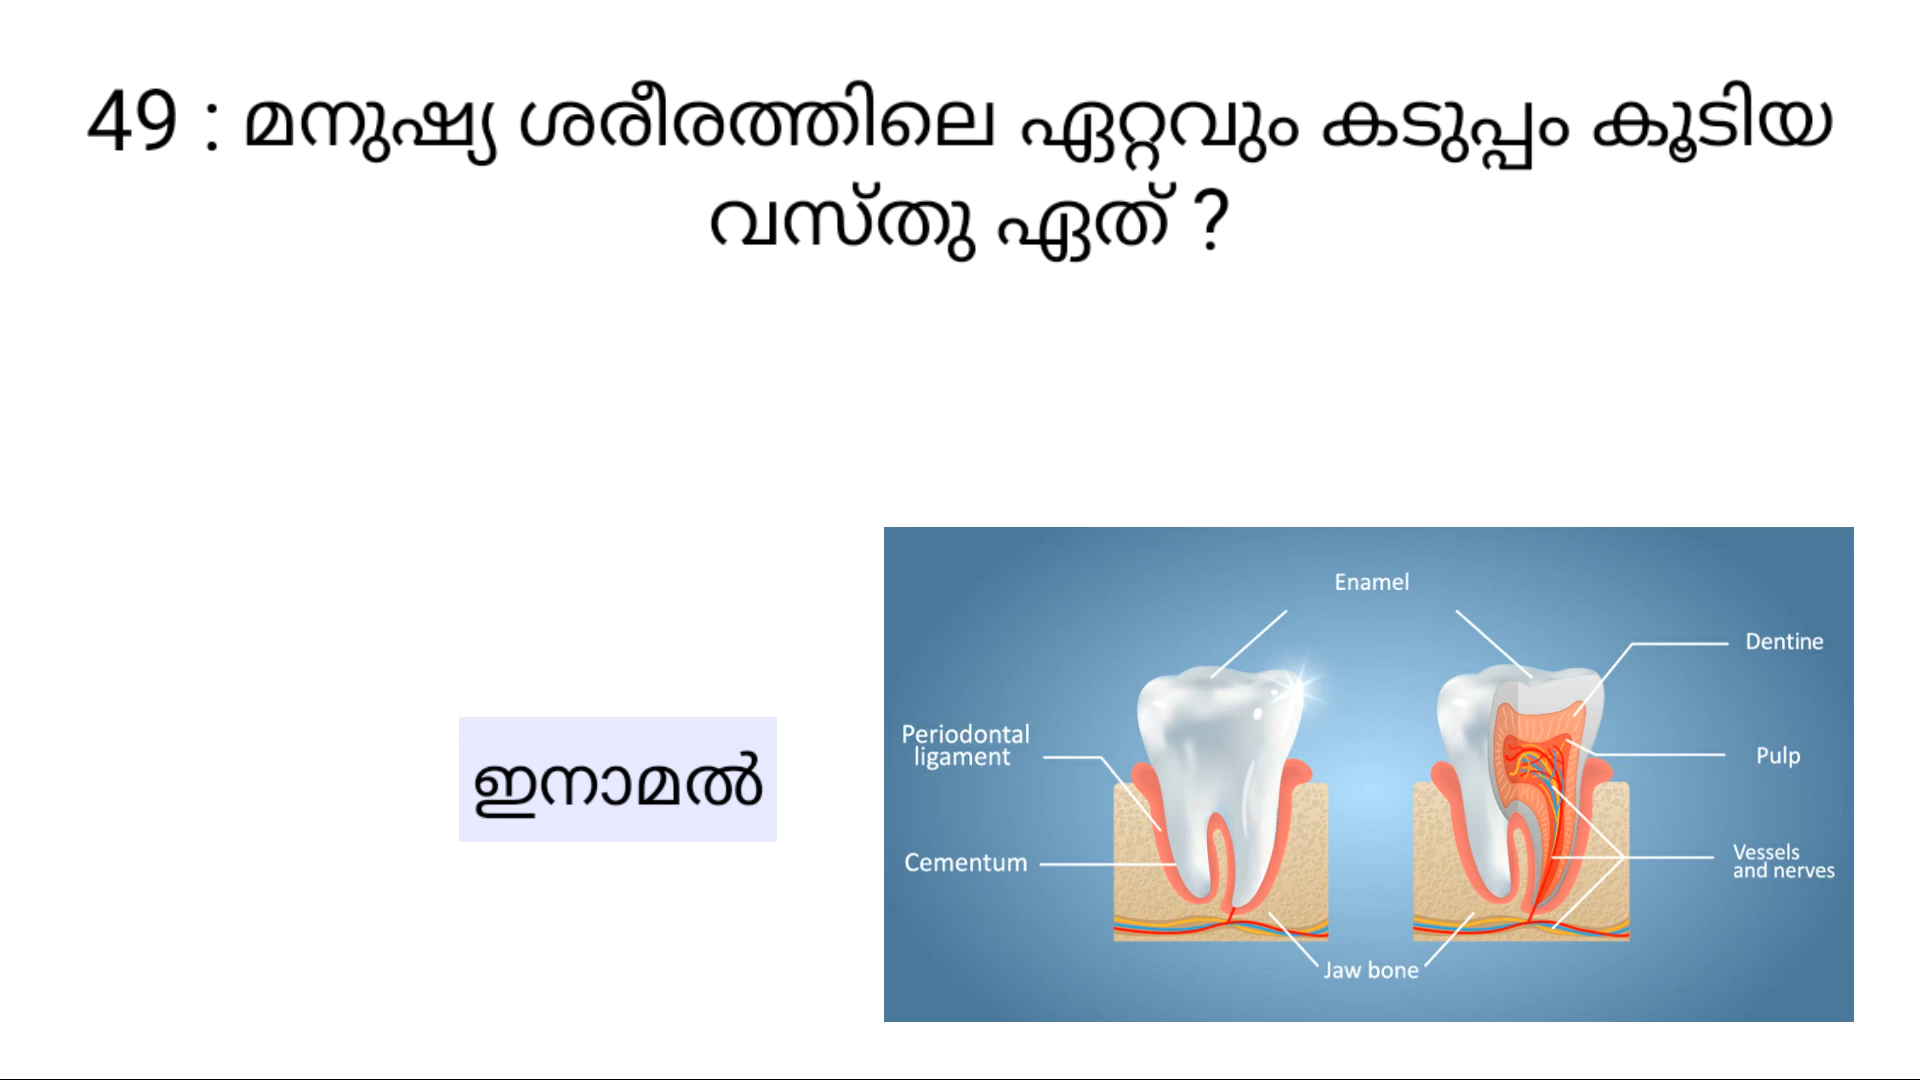 49 : മനുഷ്യ ശരീരത്തിലെ ഏറ്റവും കടുപ്പം കൂടിയ
വസ്തു ഏത് ?
ഇനാമൽ
Enamel
Dentine
Periodontal
ligament
Pulp
Cementum
Vessels
and nerves
Jaw bone